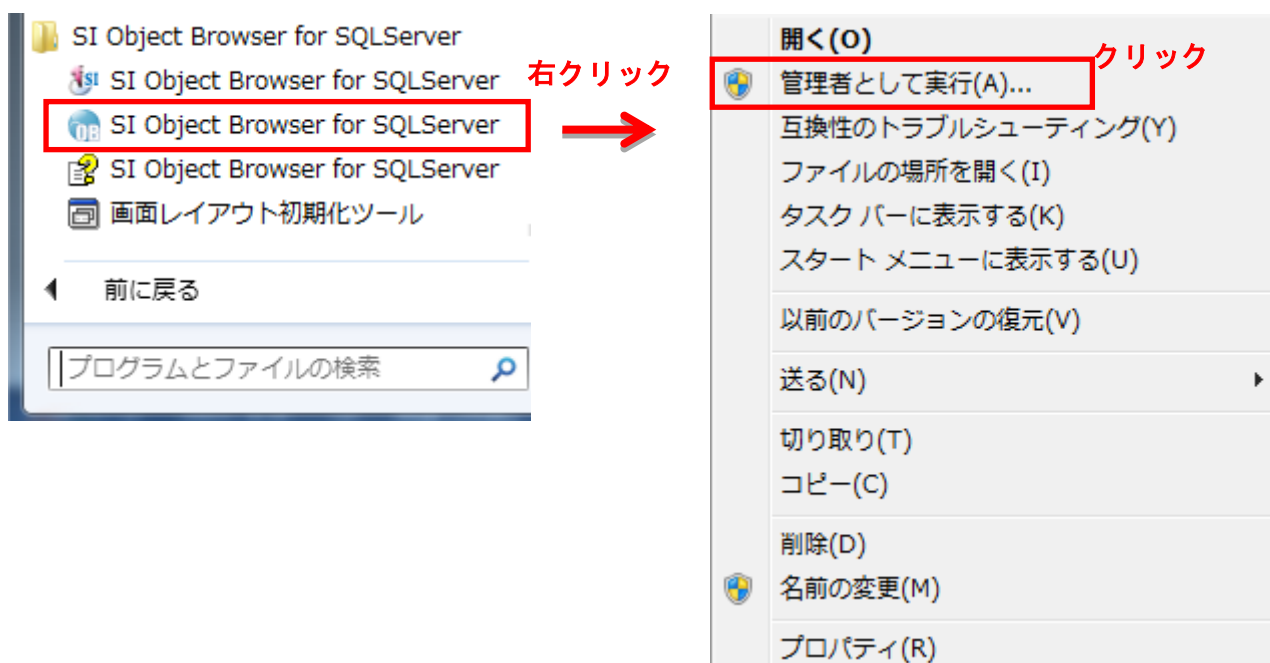 SI Object Browser for SQLServer
SI Object Browser for SQLServer
SI Object Browser for SQLServer
SI Object Browser for SQLServer
画面レイアウト初期化ツール
前に戻る
プログラムとファイルの検索
右クリック
開く(O)
クリック
管理者として実行(A)...
互換性のトラブルシューティング(Y)
ファイルの場所を開く(I)
タスク バーに表示する(K)
スタート メニューに表示する(U)
以前のバージョンの復元(V)
送る(N)
切り取り(T)
コピー(C)
削除(D)
名前の変更(M)
プロパティ(R)